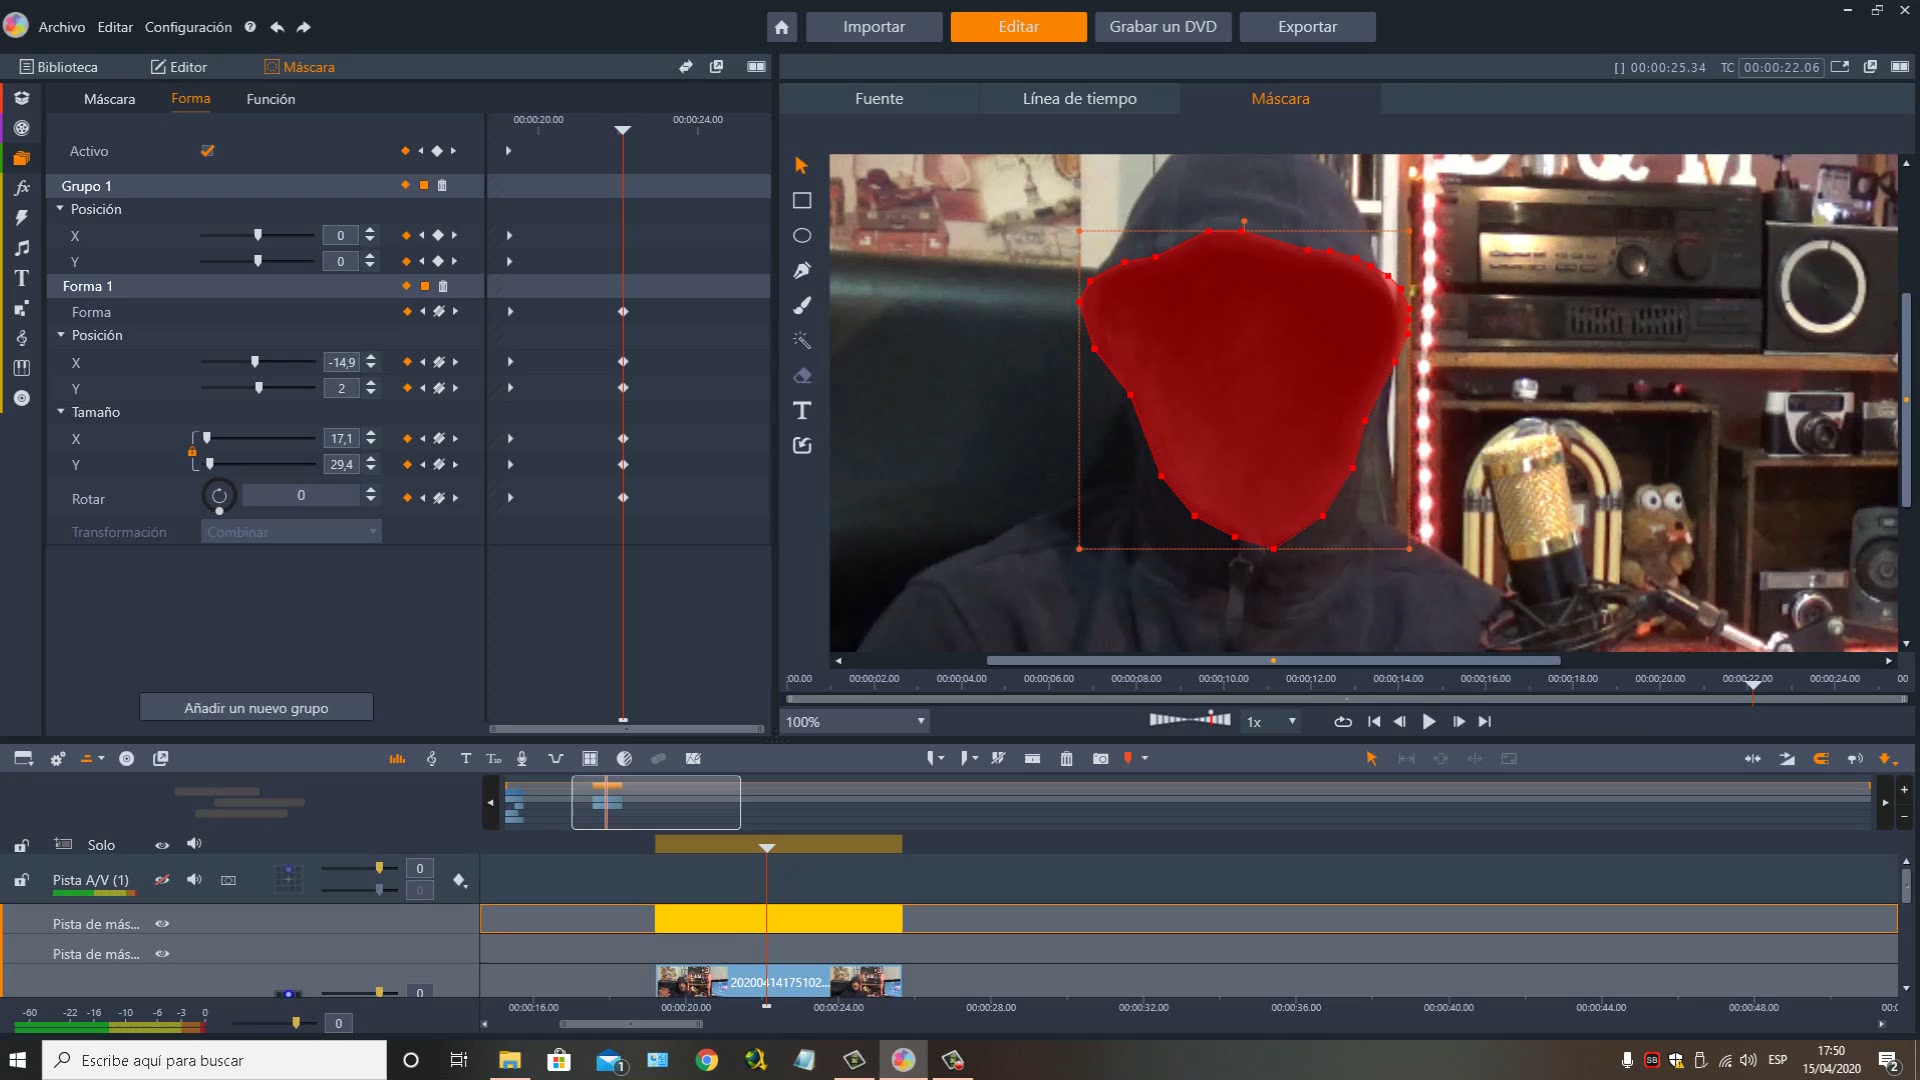 Archivo Editar Configuración ?
Importar Editar Grabar un DVD Exportar
Biblioteca Editor Máscara
[ ] 00:00:25.34 TC 00:00:22.06
Máscara Forma Función
Fuente Línea de tiempo Máscara
00:00:20.00 00:00:24.00
Activo
Grupo 1
Posición
X 0
Y 0
Forma 1
Forma
Posición
X -14,9
Y 2
Tamaño
X 17,1
Y 29,4
Rotar 0
Transformación Combinar
Añadir un nuevo grupo
:00.00 00:00:02.00 00:00:04.00 00:00:06.00 00:00:08.00 00:00:10.00 00:00:12.00 00:00:14.00 00:00:16.00 00:00:18.00 00:00:20.00 00:00:22.00 00:00:24.00 00
100% 1x
Solo
Pista A/V (1) 0
0
Pista de más...
Pista de más...
20200414175102...
0
00:00:16.00 00:00:20.00 00:00:24.00 00:00:28.00 00:00:32.00 00:00:36.00 00:00:40.00 00:00:44.00 00:00:48.00 00:0
-60 -22 -16 -10 -6 -3 0
0
Escribe aquí para buscar
1
ESP
17:50
15/04/2020
2